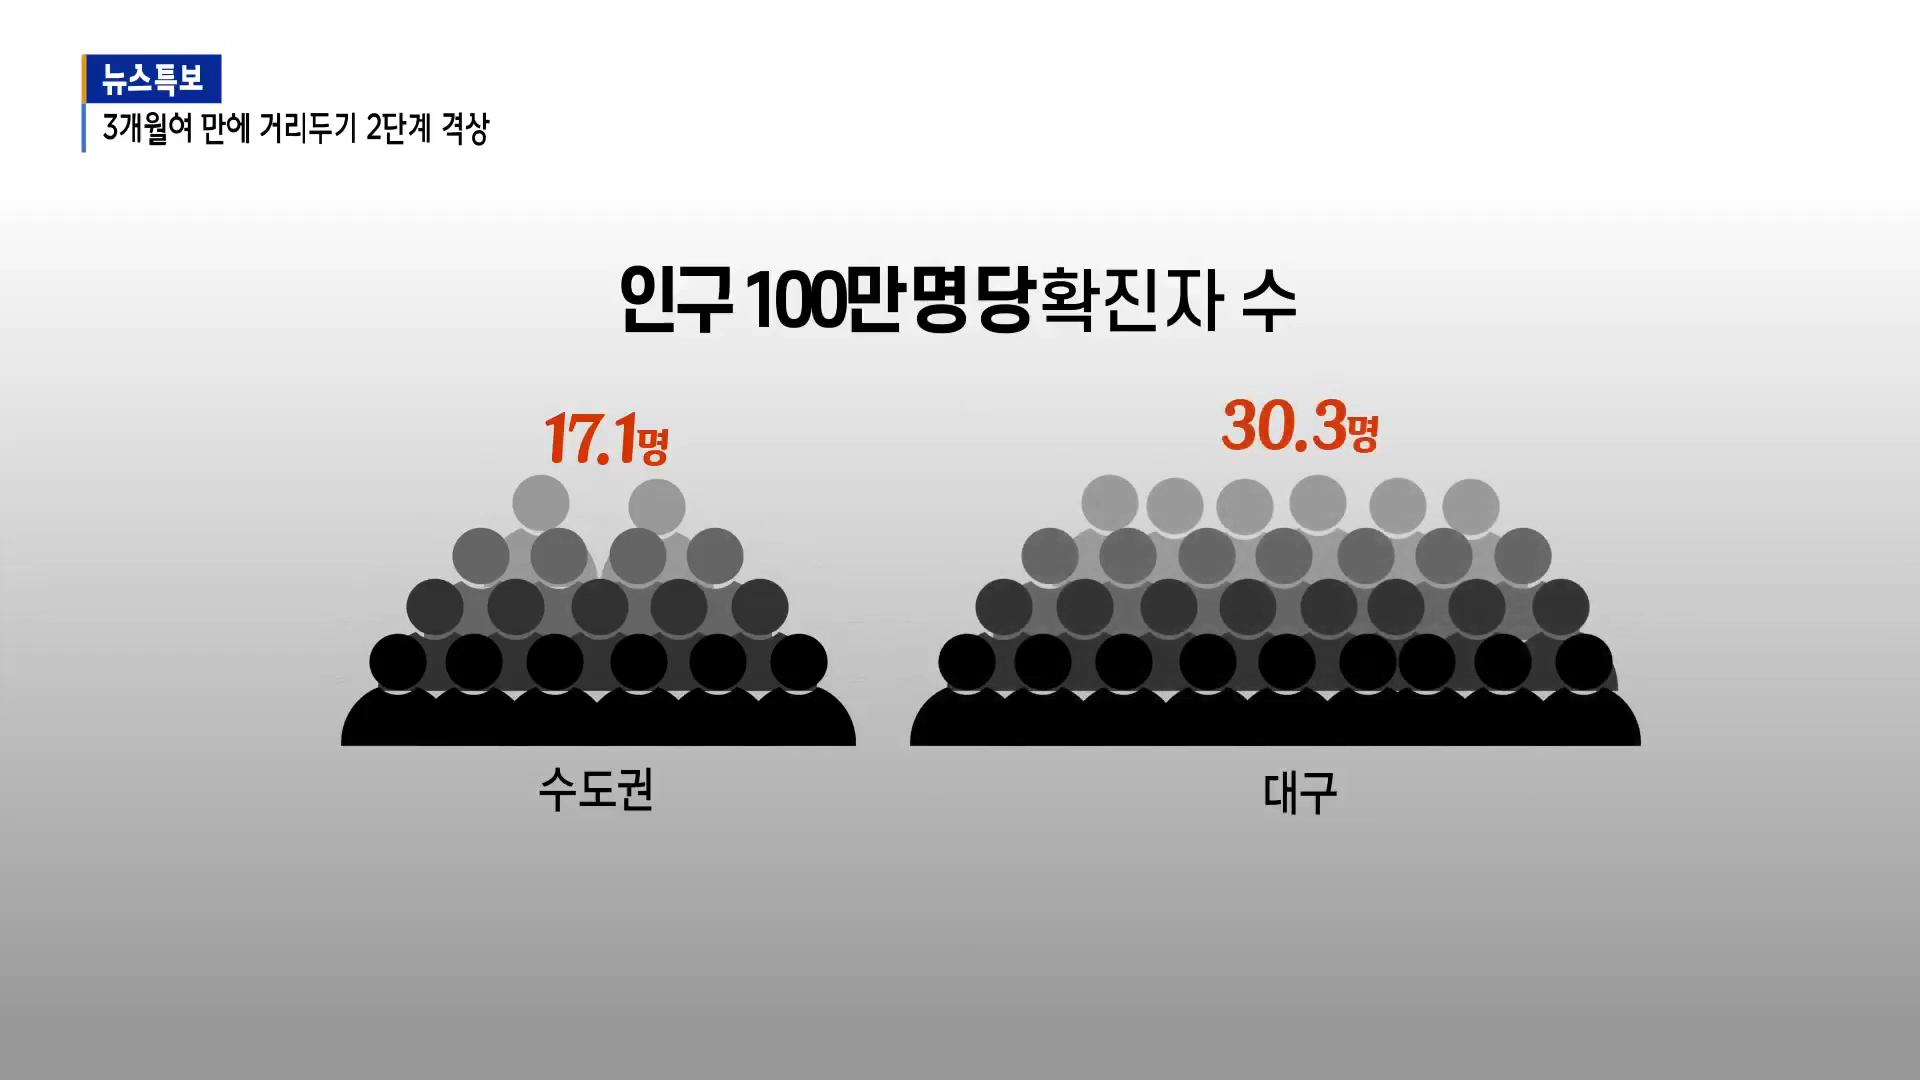 뉴스특보
3개월여 만에 거리두기 2단계 격상
인구 100만 명 당 확진자 수
17.1명
30.3명
수도권
대구